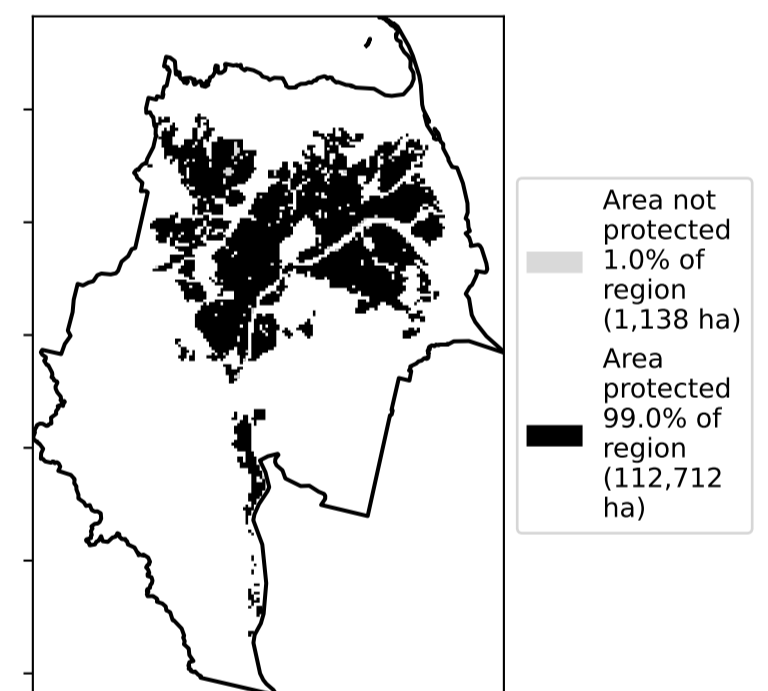 Area not
protected
1.0% of
region
(1,138 ha)
Area
protected
99.0% of
region
(112,712
ha)